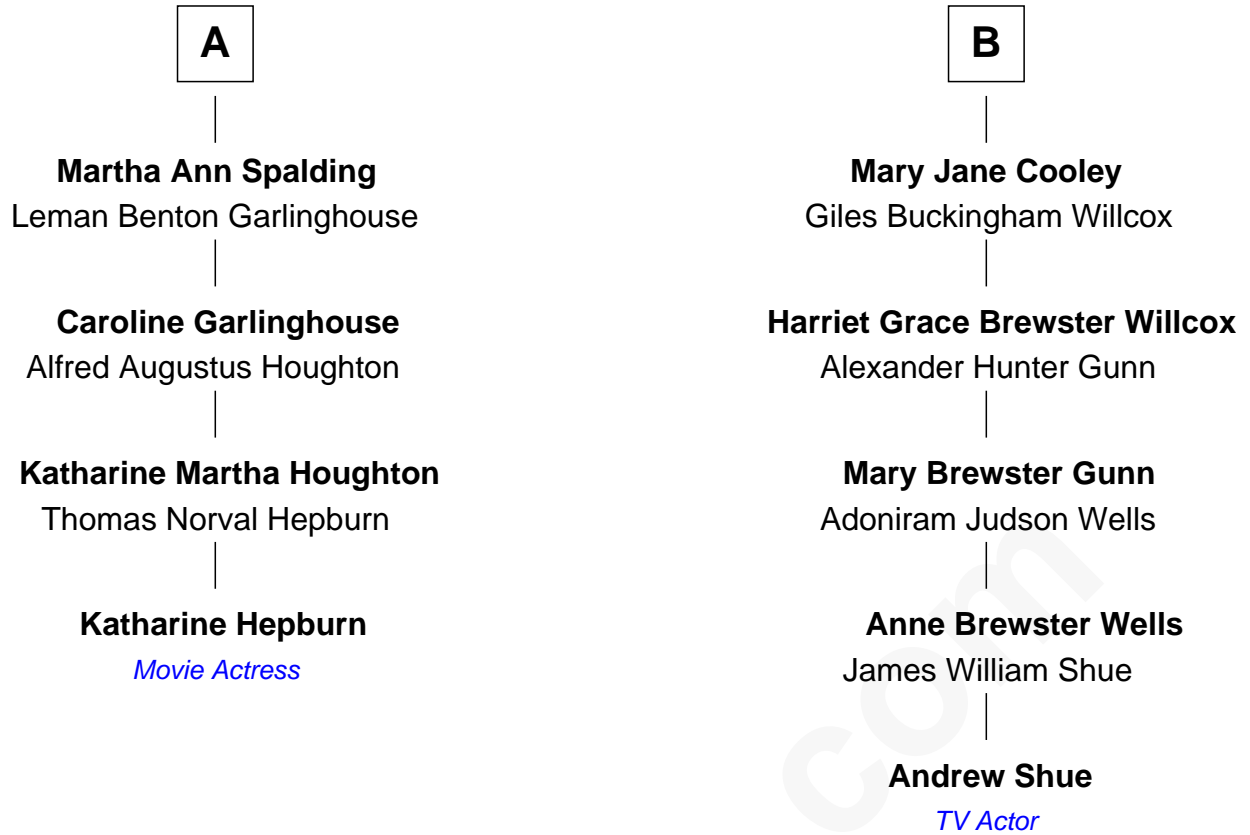 A
Martha Ann Spalding
Leman Benton Garlinghouse
Caroline Garlinghouse
Alfred Augustus Houghton
Katharine Martha Houghton
Thomas Norval Hepburn
Katharine Hepburn
Movie Actress
B
Mary Jane Cooley
Giles Buckingham Willcox
Harriet Grace Brewster Willcox
Alexander Hunter Gunn
Mary Brewster Gunn
Adoniram Judson Wells
Anne Brewster Wells
James William Shue
Andrew Shue
TV Actor
com